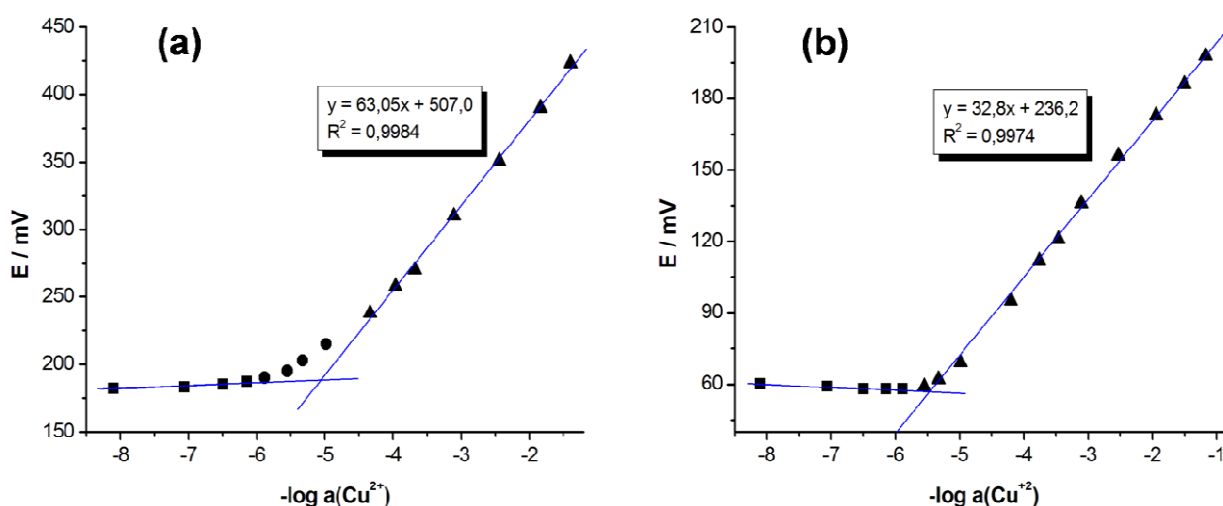 (a)
y = 63,05x + 507,0
R² = 0,9984
450
400
350
300
250
200
150
E / mV
-8 -7 -6 -5 -4 -3 -2
-log a(Cu²⁺)
(b)
y = 32,8x + 236,2
R² = 0,9974
210
180
150
120
90
60
E / mV
-8 -7 -6 -5 -4 -3 -2 -1
-log a(Cu⁺²)